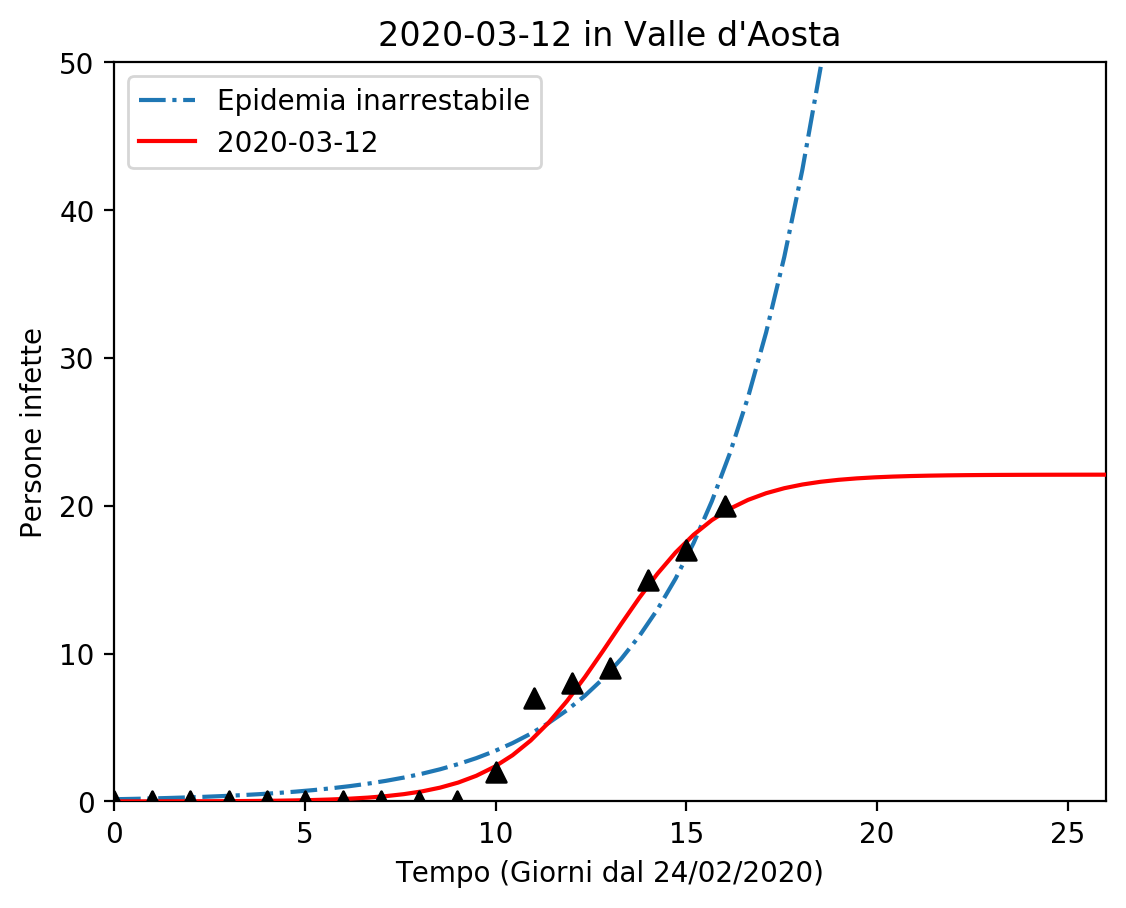 2020-03-12 in Valle d'Aosta
Epidemia inarrestabile
2020-03-12
Persone infette
50
40
30
20
10
0
0 5 10 15 20 25
Tempo (Giorni dal 24/02/2020)